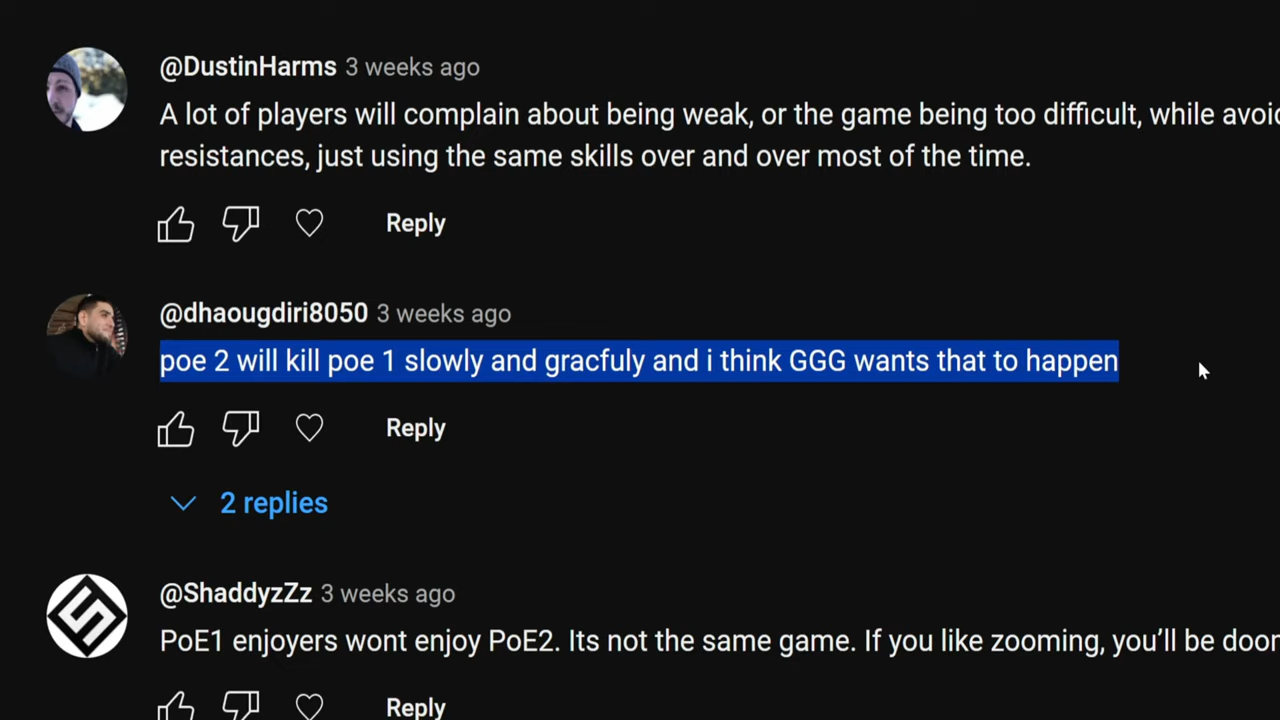 @DustinHarms 3 weeks ago
A lot of players will complain about being weak, or the game being too difficult, while
resistances, just using the same skills over and over most of the time.
Reply
@dhaougdiri8050 3 weeks ago
poe 2 will kill poe 1 slowly and gracfuly and i think GGG wants that to happen
Reply
2 replies
@ShaddyzZz 3 weeks ago
PoE1 enjoyers wont enjoy PoE2. Its not the same game. If you like zooming, you’ll be
Reply